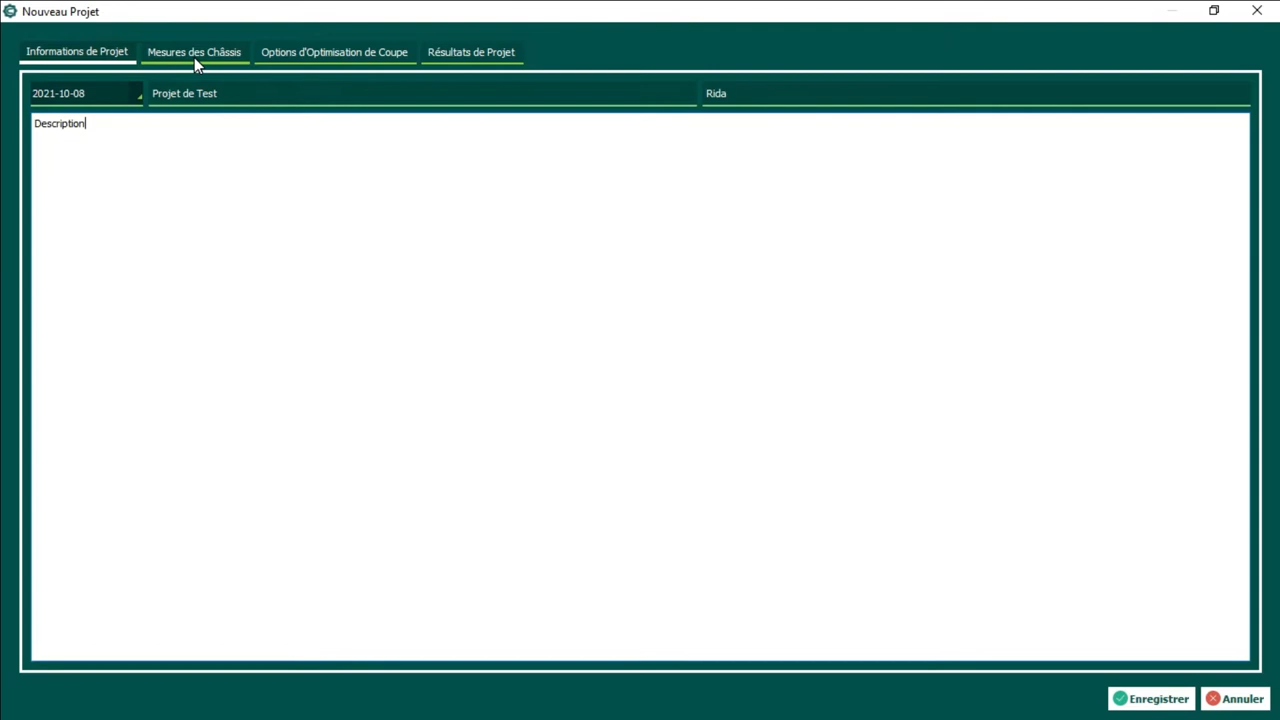 Nouveau Projet
Informations de Projet Mesures des Châssis Options d'Optimisation de Coupe Résultats de Projet
2021-10-08 Projet de Test Rida
Description
Enregistrer Annuler